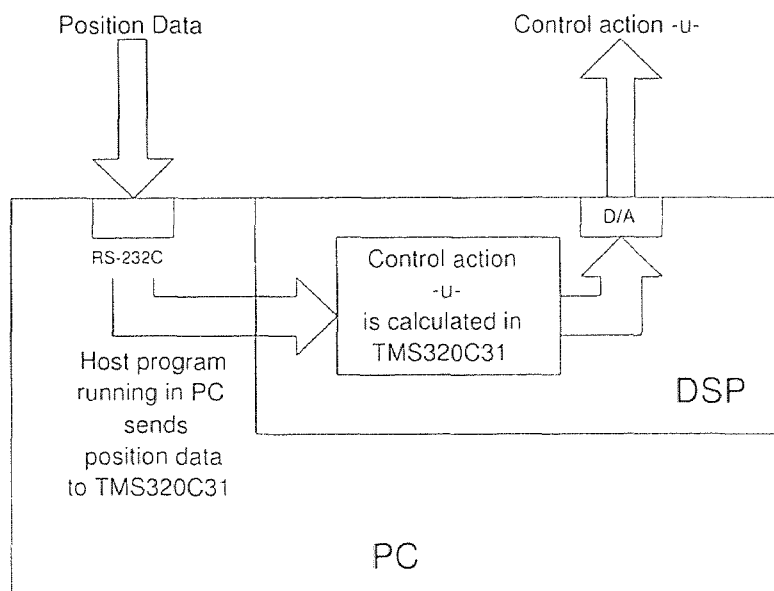 Position Data
Control action -u-
D/A
RS-232C
Control action
-u-
is calculated in
TMS320C31
Host program
running in PC
sends
position data
to TMS320C31
DSP
PC